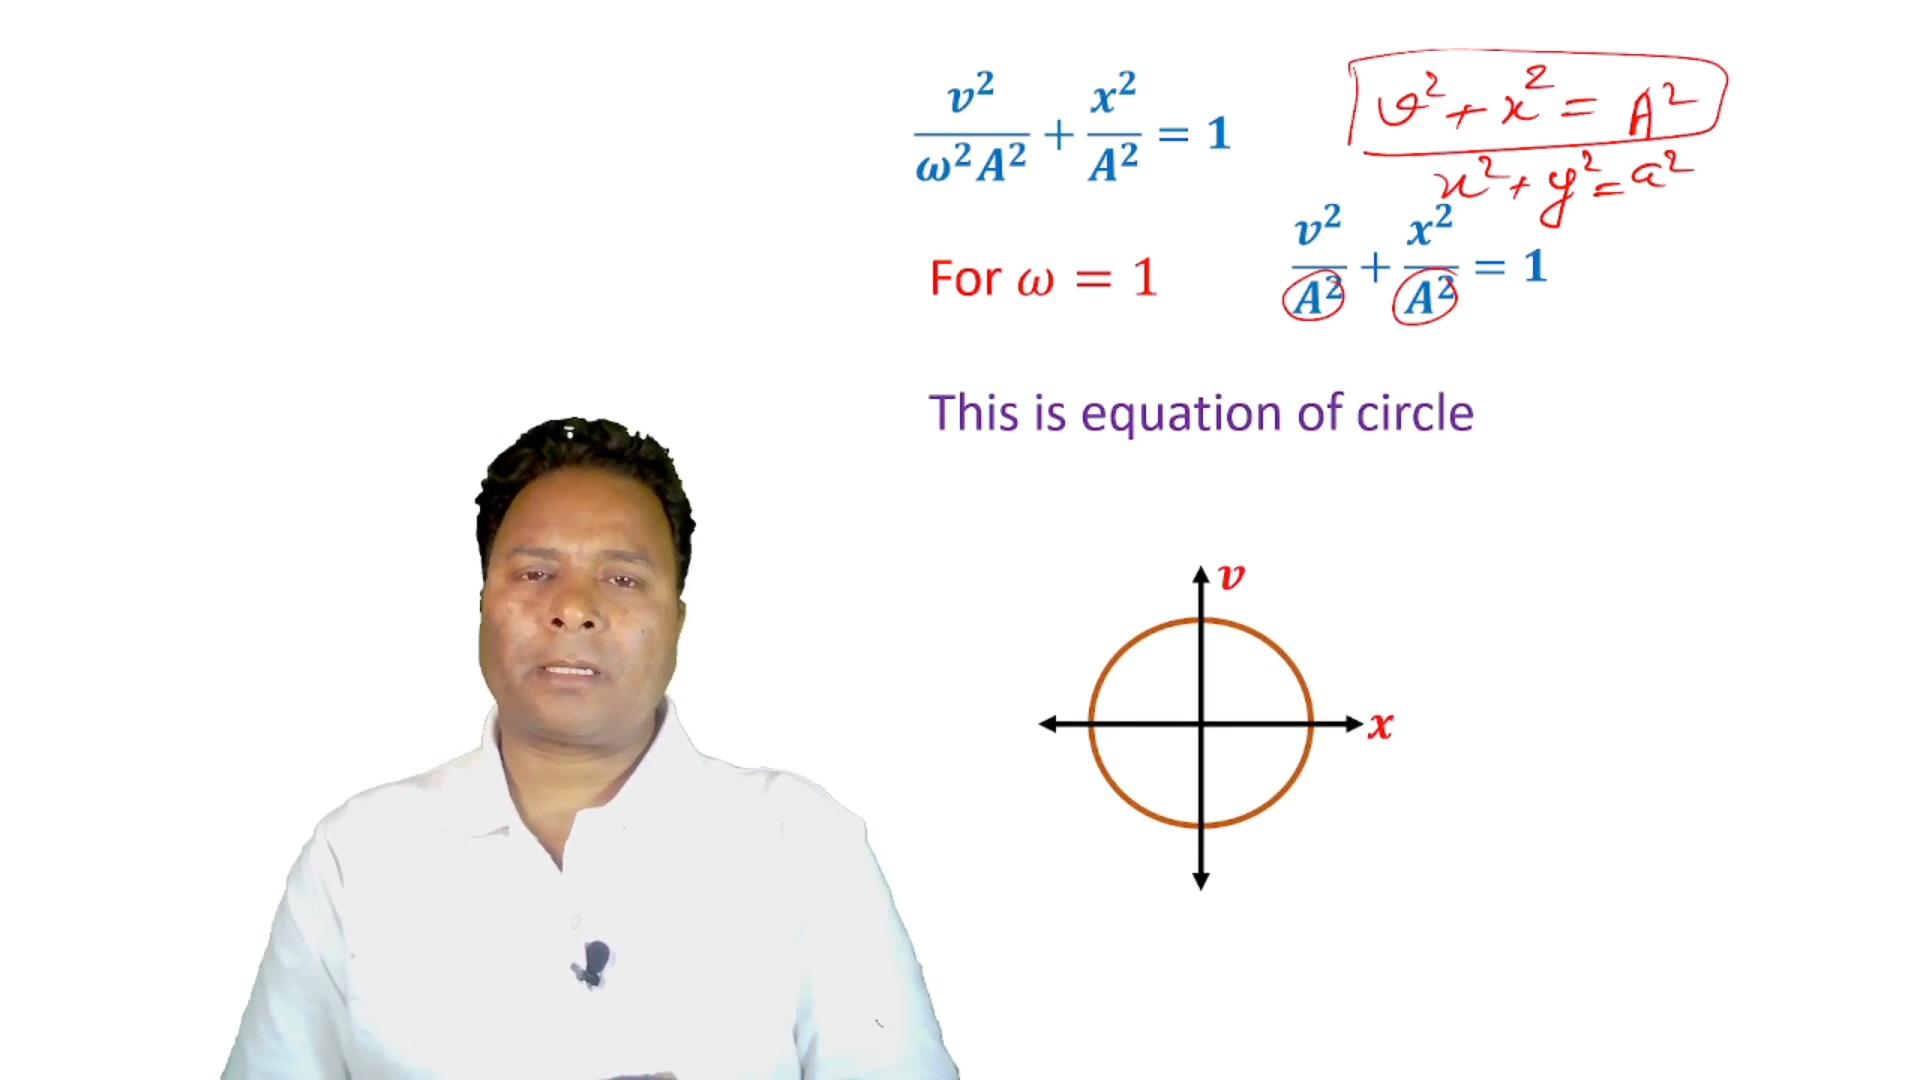 v²/ω²A² + x²/A² = 1
v² + x² = A²
x² + y² = a²
For ω = 1
v²/A² + x²/A² = 1
This is equation of circle
v
x